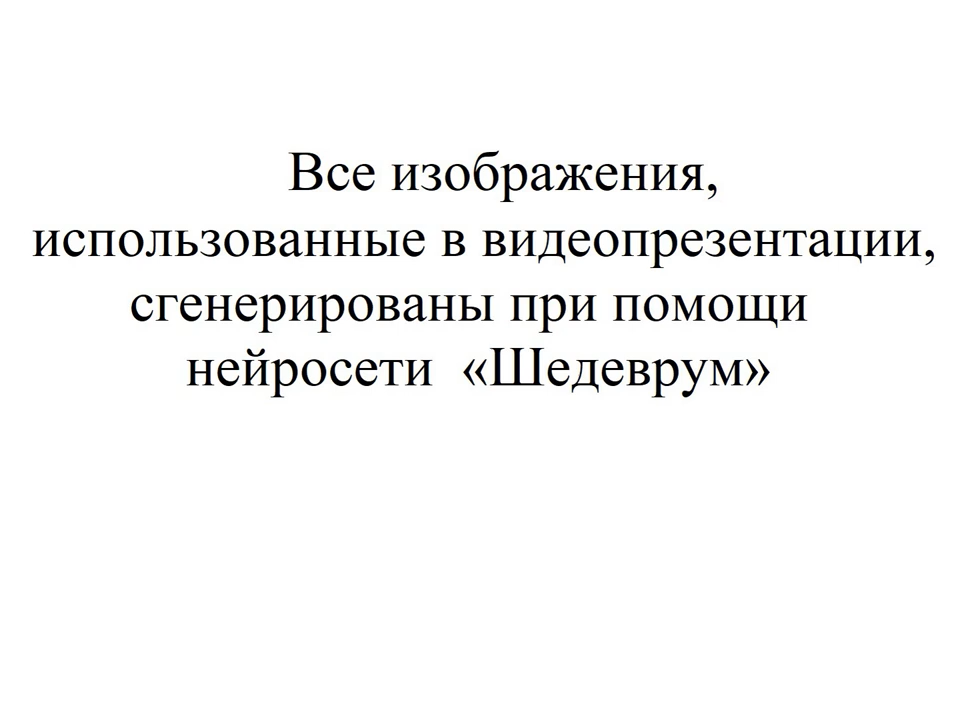 Все изображения,
использованные в видеопрезентации,
сгенерированы при помощи
нейросети «Шедеврум»